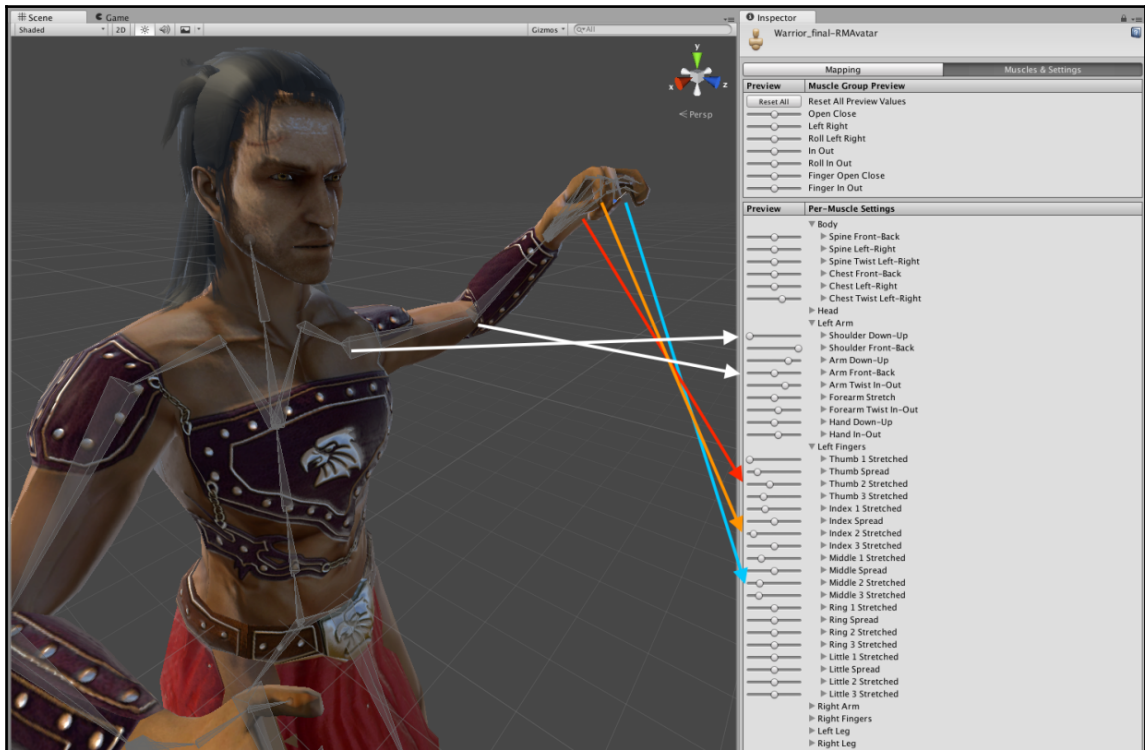 Scene
Game
Shaded
2D
Gizmos
All
y
x
z
Persp
Inspector
Warrior_final-RMAvatar
Mapping
Muscles & Settings
Preview Muscle Group Preview
Reset All Reset All Preview Values
Open Close
Left Right
Roll Left Right
In Out
Roll In Out
Finger Open Close
Finger In Out
Preview Per-Muscle Settings
Body
Spine Front-Back
Spine Left-Right
Spine Twist Left-Right
Chest Front-Back
Chest Left-Right
Chest Twist Left-Right
Head
Left Arm
Shoulder Down-Up
Shoulder Front-Back
Arm Down-Up
Arm Front-Back
Arm Twist In-Out
Forearm Stretch
Forearm Twist In-Out
Hand Down-Up
Hand In-Out
Left Fingers
Thumb 1 Stretched
Thumb Spread
Thumb 2 Stretched
Thumb 3 Stretched
Index 1 Stretched
Index Spread
Index 2 Stretched
Index 3 Stretched
Middle 1 Stretched
Middle Spread
Middle 2 Stretched
Middle 3 Stretched
Ring 1 Stretched
Ring Spread
Ring 2 Stretched
Ring 3 Stretched
Little 1 Stretched
Little Spread
Little 2 Stretched
Little 3 Stretched
Right Arm
Right Fingers
Left Leg
Right Leg